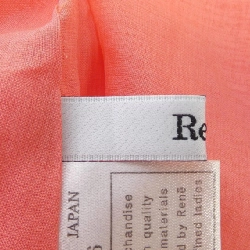 Re
JAPAN
chandise
quality
materials
d by René
ned ladies